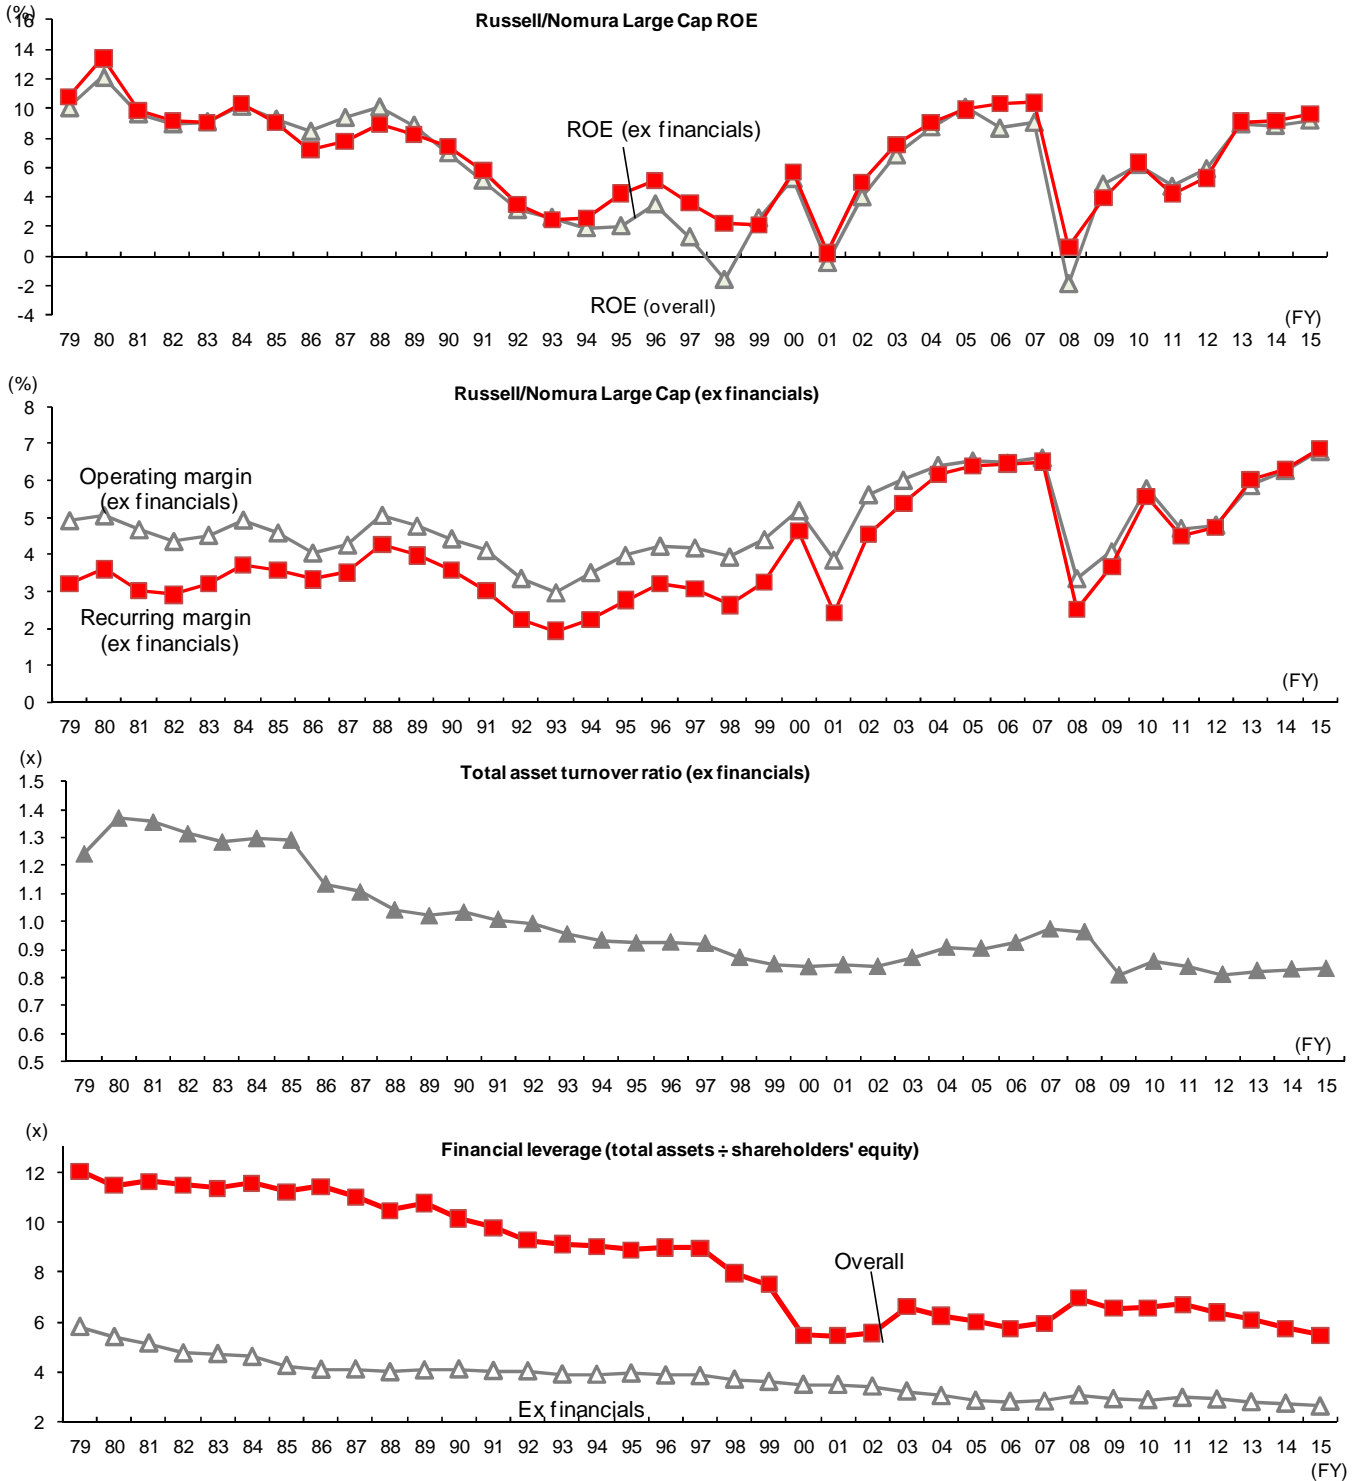 (%)
Russell/Nomura Large Cap ROE
16
14
12
10
8
6
4
2
0
-2
-4
ROE (ex financials)
ROE (overall)
(FY)
79 80 81 82 83 84 85 86 87 88 89 90 91 92 93 94 95 96 97 98 99 00 01 02 03 04 05 06 07 08 09 10 11 12 13 14 15
(%)
Russell/Nomura Large Cap (ex financials)
8
7
6
5
4
3
2
1
0
Operating margin
(ex financials)
Recurring margin
(ex financials)
(FY)
79 80 81 82 83 84 85 86 87 88 89 90 91 92 93 94 95 96 97 98 99 00 01 02 03 04 05 06 07 08 09 10 11 12 13 14 15
(x)
Total asset turnover ratio (ex financials)
1.5
1.4
1.3
1.2
1.1
1.0
0.9
0.8
0.7
0.6
0.5
(FY)
79 80 81 82 83 84 85 86 87 88 89 90 91 92 93 94 95 96 97 98 99 00 01 02 03 04 05 06 07 08 09 10 11 12 13 14 15
(x)
Financial leverage (total assets ÷ shareholders' equity)
12
10
8
6
4
2
Overall
Ex financials
79 80 81 82 83 84 85 86 87 88 89 90 91 92 93 94 95 96 97 98 99 00 01 02 03 04 05 06 07 08 09 10 11 12 13 14 15
(FY)